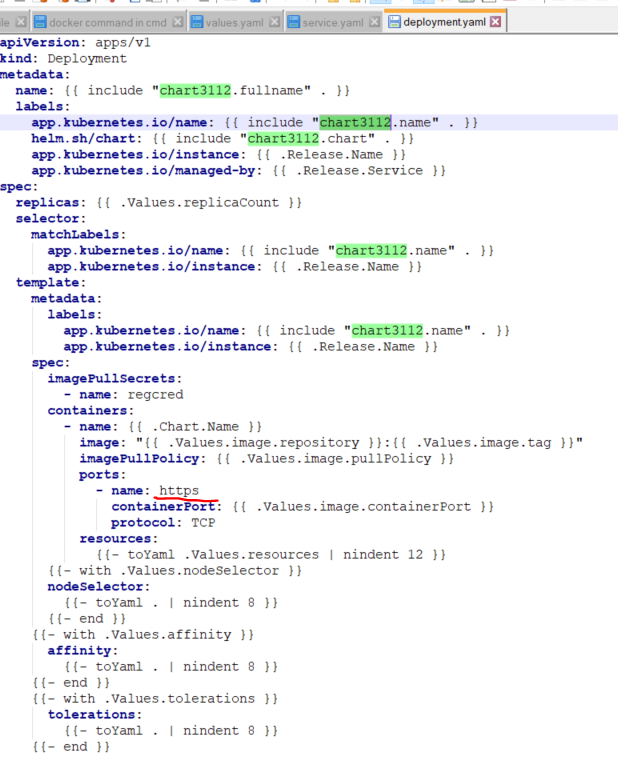 ile docker command in cmd values.yaml service.yaml deployment.yaml
apiVersion: apps/v1
kind: Deployment
metadata:
  name: {{ include "chart3112.fullname" . }}
  labels:
    app.kubernetes.io/name: {{ include "chart3112.name" . }}
    helm.sh/chart: {{ include "chart3112.chart" . }}
    app.kubernetes.io/instance: {{ .Release.Name }}
    app.kubernetes.io/managed-by: {{ .Release.Service }}
spec:
  replicas: {{ .Values.replicaCount }}
  selector:
    matchLabels:
      app.kubernetes.io/name: {{ include "chart3112.name" . }}
      app.kubernetes.io/instance: {{ .Release.Name }}
  template:
    metadata:
      labels:
        app.kubernetes.io/name: {{ include "chart3112.name" . }}
        app.kubernetes.io/instance: {{ .Release.Name }}
    spec:
      imagePullSecrets:
        - name: regcred
      containers:
        - name: {{ .Chart.Name }}
          image: "{{ .Values.image.repository }}:{{ .Values.image.tag }}"
          imagePullPolicy: {{ .Values.image.pullPolicy }}
          ports:
            - name: https
              containerPort: {{ .Values.image.containerPort }}
              protocol: TCP
          resources:
            {{- toYaml .Values.resources | nindent 12 }}
      {{- with .Values.nodeSelector }}
      nodeSelector:
        {{- toYaml . | nindent 8 }}
      {{- end }}
    {{- with .Values.affinity }}
      affinity:
        {{- toYaml . | nindent 8 }}
    {{- end }}
    {{- with .Values.tolerations }}
      tolerations:
        {{- toYaml . | nindent 8 }}
    {{- end }}